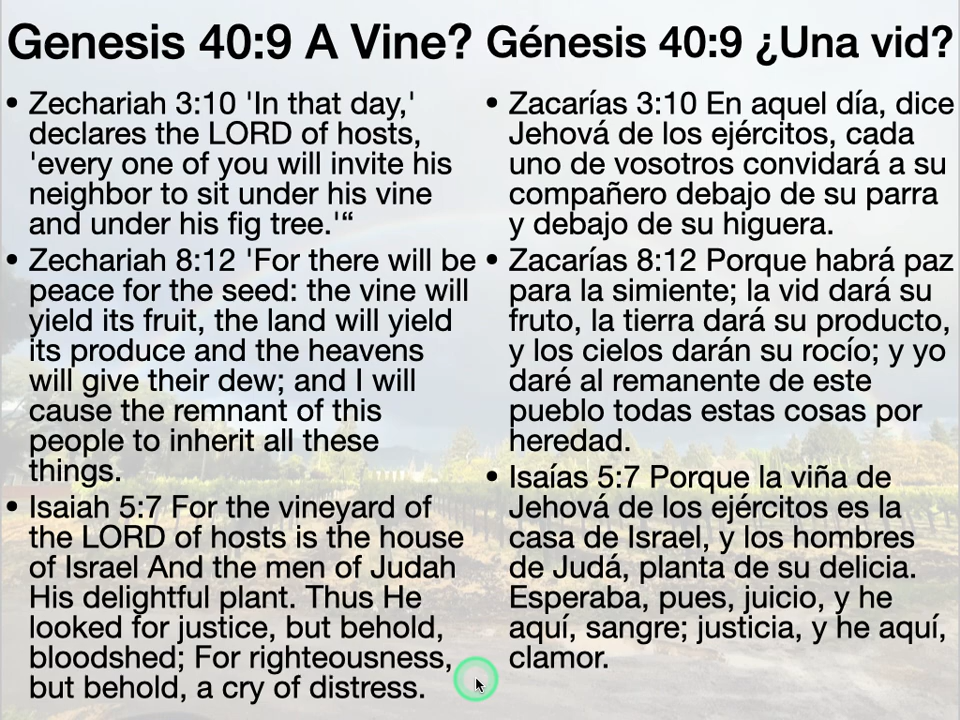 Genesis 40:9 A Vine?
• Zechariah 3:10 'In that day,'
declares the LORD of hosts,
'every one of you will invite his
neighbor to sit under his vine
and under his fig tree.'“
• Zechariah 8:12 'For there will be
peace for the seed: the vine will
yield its fruit, the land will yield
its produce and the heavens
will give their dew; and I will
cause the remnant of this
people to inherit all these
things.
• Isaiah 5:7 For the vineyard of
the LORD of hosts is the house
of Israel And the men of Judah
His delightful plant. Thus He
looked for justice, but behold,
bloodshed; For righteousness,
but behold, a cry of distress.
Génesis 40:9 ¿Una vid?
• Zacarías 3:10 En aquel día, dice
Jehová de los ejércitos, cada
uno de vosotros convidará a su
compañero debajo de su parra
y debajo de su higuera.
• Zacarías 8:12 Porque habrá paz
para la simiente; la vid dará su
fruto, la tierra dará su producto,
y los cielos darán su rocío; y yo
daré al remanente de este
pueblo todas estas cosas por
heredad.
• Isaías 5:7 Porque la viña de
Jehová de los ejércitos es la
casa de Israel, y los hombres
de Judá, planta de su delicia.
Esperaba, pues, juicio, y he
aquí, sangre; justicia, y he aquí,
clamor.